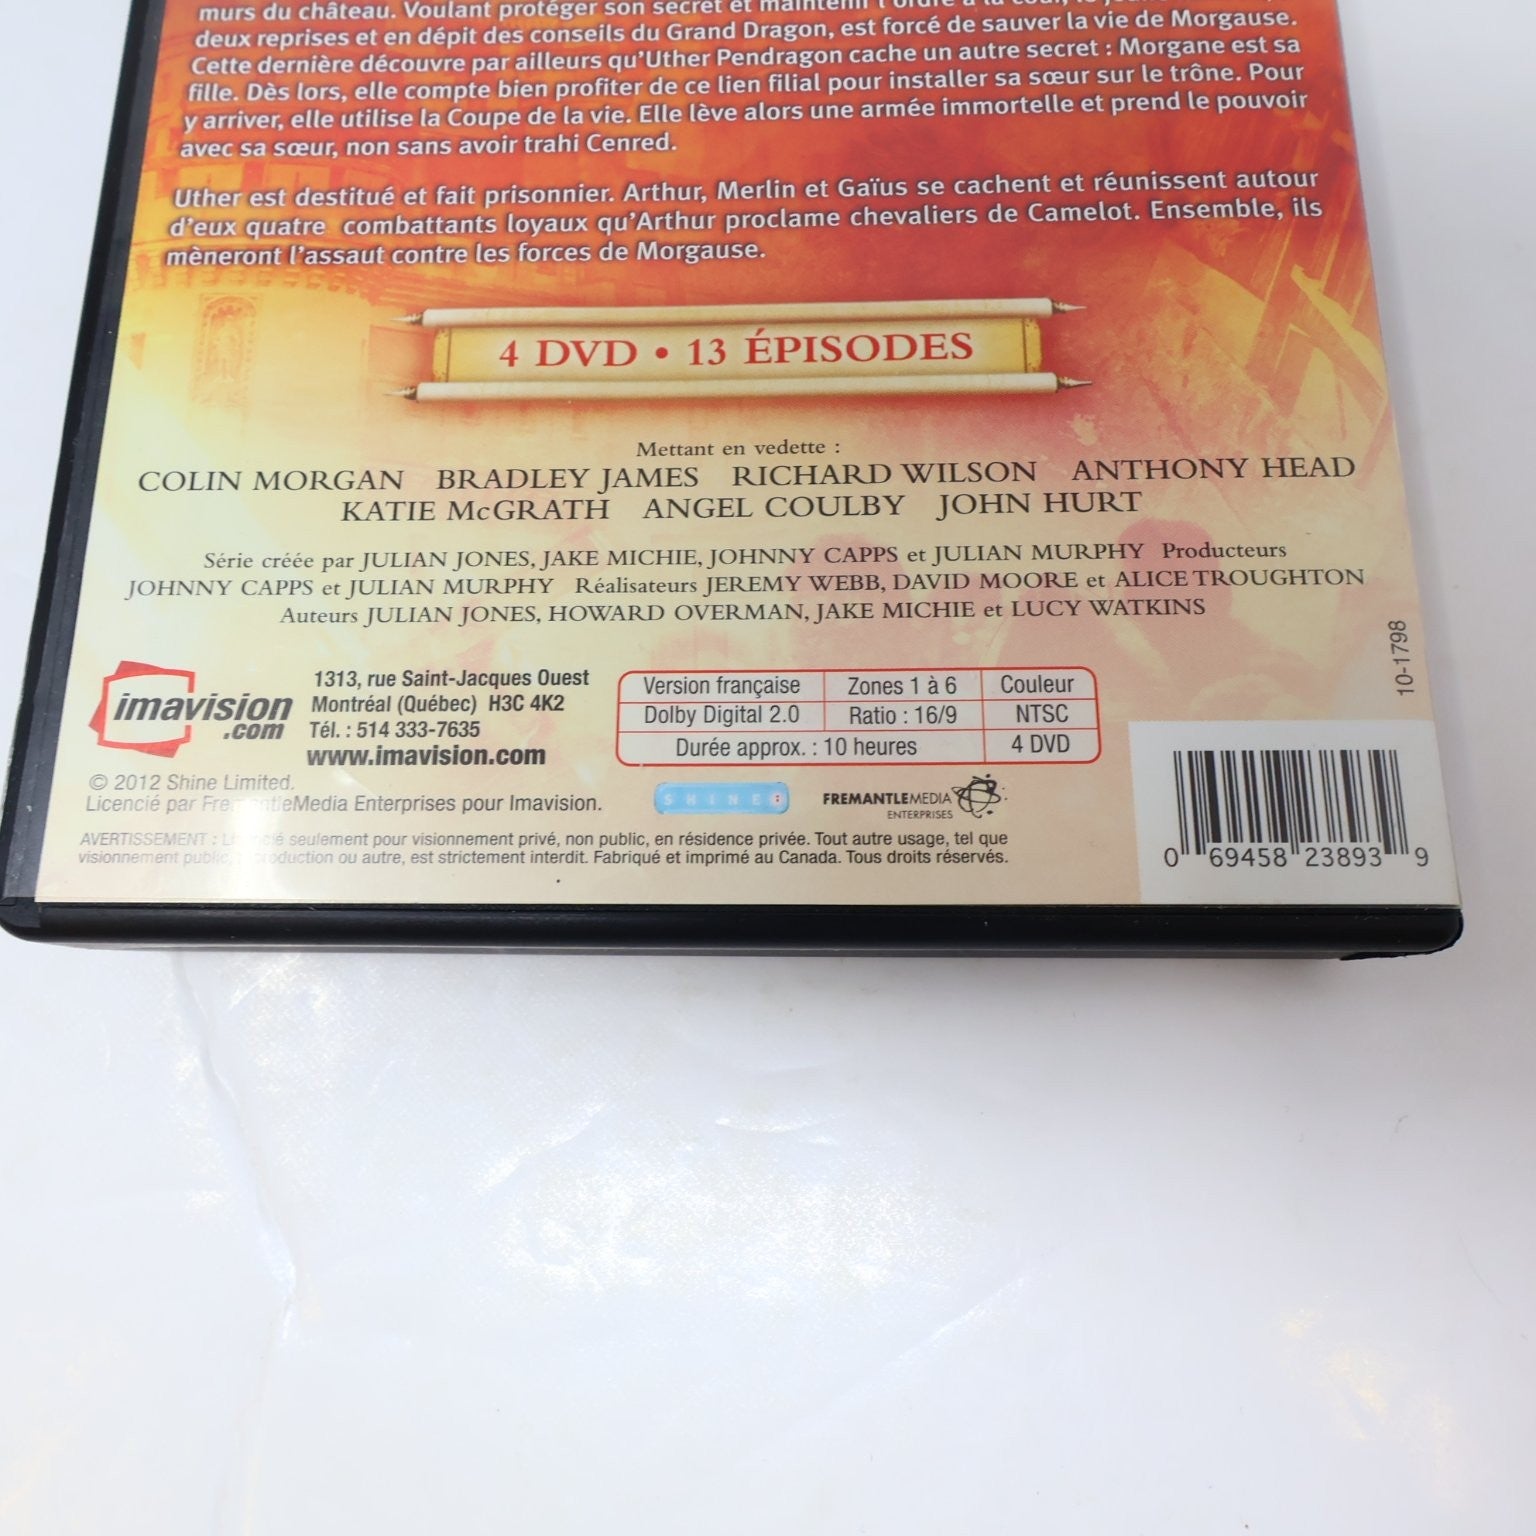 murs du château. Voulant protéger son secret et maintenir l'ordre à la cour, le
deux reprises et en dépit des conseils du Grand Dragon, est forcé de sauver la vie de Morgause.
Cette dernière découvre par ailleurs qu'Uther Pendragon cache un autre secret : Morgane est sa
fille. Dès lors, elle compte bien profiter de ce lien filial pour installer sa sœur sur le trône. Pour
y arriver, elle utilise la Coupe de la vie. Elle lève alors une armée immortelle et prend le pouvoir
avec sa sœur, non sans avoir trahi Cenred.
Uther est destitué et fait prisonnier. Arthur, Merlin et Gaïus se cachent et réunissent autour
d'eux quatre combattants loyaux qu'Arthur proclame chevaliers de Camelot. Ensemble, ils
mèneront l'assaut contre les forces de Morgause.
4 DVD • 13 ÉPISODES
Mettant en vedette :
COLIN MORGAN BRADLEY JAMES RICHARD WILSON ANTHONY HEAD
KATIE McGRATH ANGEL COULBY JOHN HURT
Série créée par JULIAN JONES, JAKE MICHIE, JOHNNY CAPPS et JULIAN MURPHY Producteurs
JOHNNY CAPPS et JULIAN MURPHY Réalisateurs JEREMY WEBB, DAVID MOORE et ALICE TROUGHTON
Auteurs JULIAN JONES, HOWARD OVERMAN, JAKE MICHIE et LUCY WATKINS
10-1798
imavision
.com
1313, rue Saint-Jacques Ouest
Montréal (Québec) H3C 4K2
Tél. : 514 333-7635
www.imavision.com
Version française Zones 1 à 6 Couleur
Dolby Digital 2.0 Ratio : 16/9 NTSC
Durée approx. : 10 heures 4 DVD
© 2012 Shine Limited.
Licencié par FremantleMedia Enterprises pour Imavision.
SHINE:
FREMANTLEMEDIA
ENTERPRISES
AVERTISSEMENT : Licencié seulement pour visionnement privé, non public, en résidence privée. Tout autre usage, tel que
visionnement public, reproduction ou autre, est strictement interdit. Fabriqué et imprimé au Canada. Tous droits réservés.
0 69458 23893 9